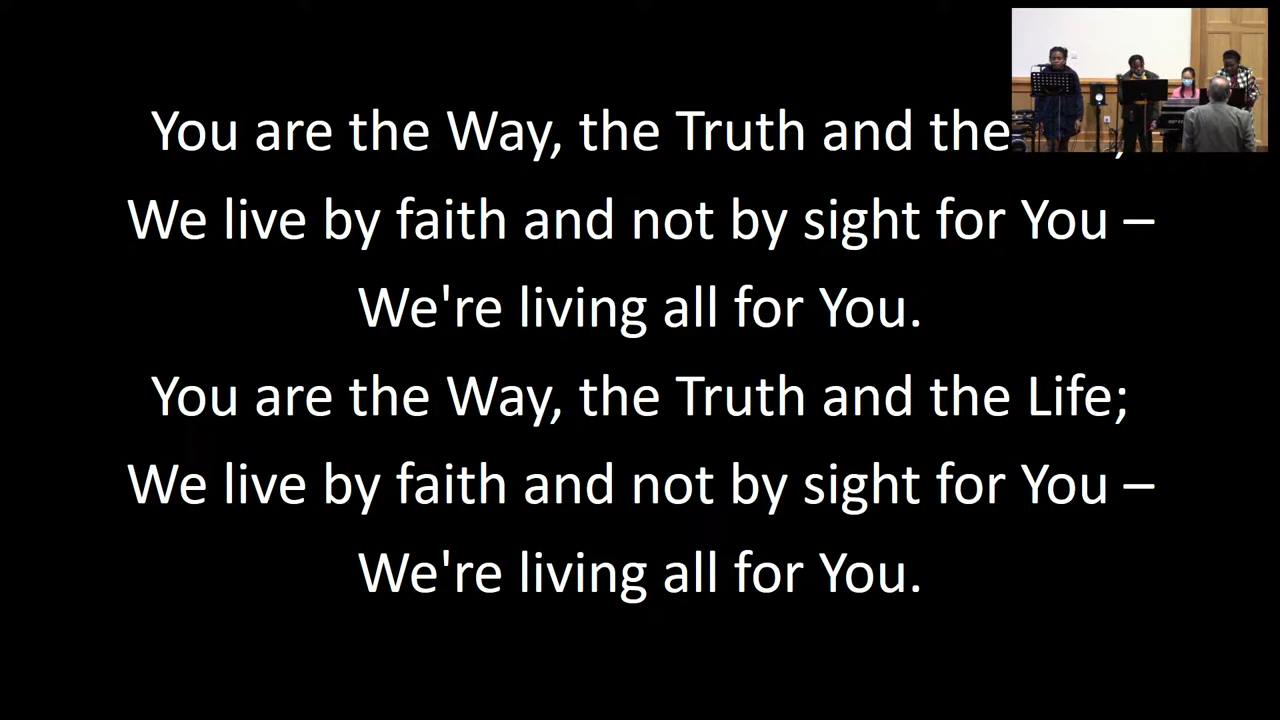 You are the Way, the Truth and the
We live by faith and not by sight for You –
We're living all for You.
You are the Way, the Truth and the Life;
We live by faith and not by sight for You –
We're living all for You.